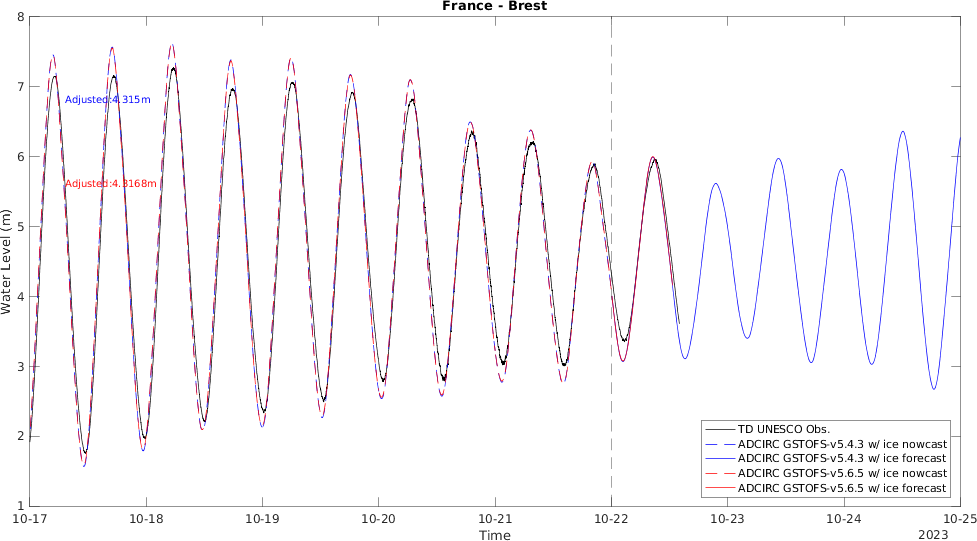 France - Brest
8
7
6
5
4
3
2
1
Water Level (m)
Adjusted:4.315m
Adjusted:4.3168m
TD UNESCO Obs.
ADCIRC GSTOFS-v5.4.3 w/ ice nowcast
ADCIRC GSTOFS-v5.4.3 w/ ice forecast
ADCIRC GSTOFS-v5.6.5 w/ ice nowcast
ADCIRC GSTOFS-v5.6.5 w/ ice forecast
10-17 10-18 10-19 10-20 10-21 10-22 10-23 10-24 10-25
Time
2023